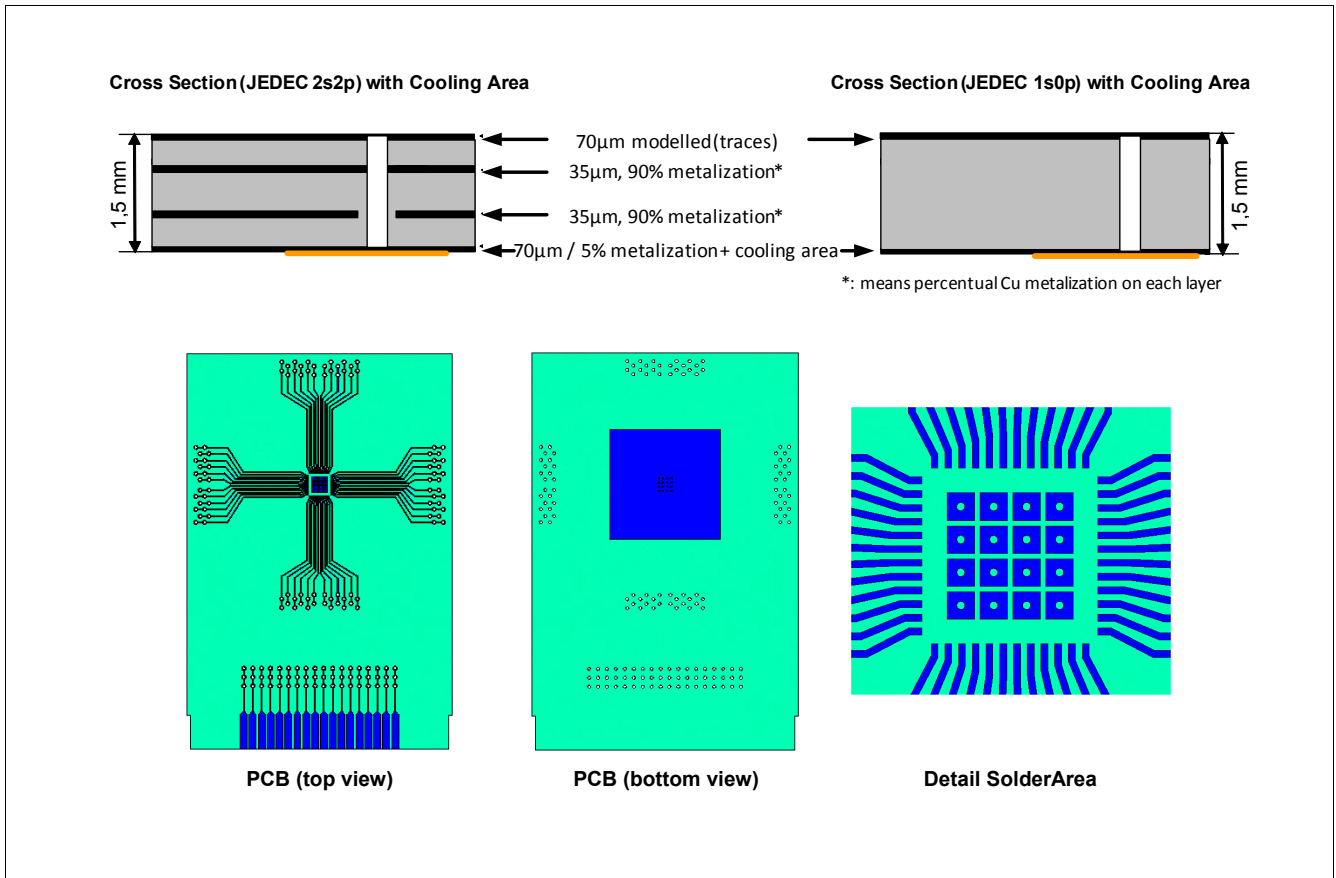 Cross Section (JEDEC 2s2p) with Cooling Area
Cross Section (JEDEC 1s0p) with Cooling Area
1,5 mm
70µm modelled (traces)
35µm, 90% metalization*
35µm, 90% metalization*
70µm / 5% metalization + cooling area
1,5 mm
*: means percentual Cu metalization on each layer
PCB (top view)
PCB (bottom view)
Detail SolderArea